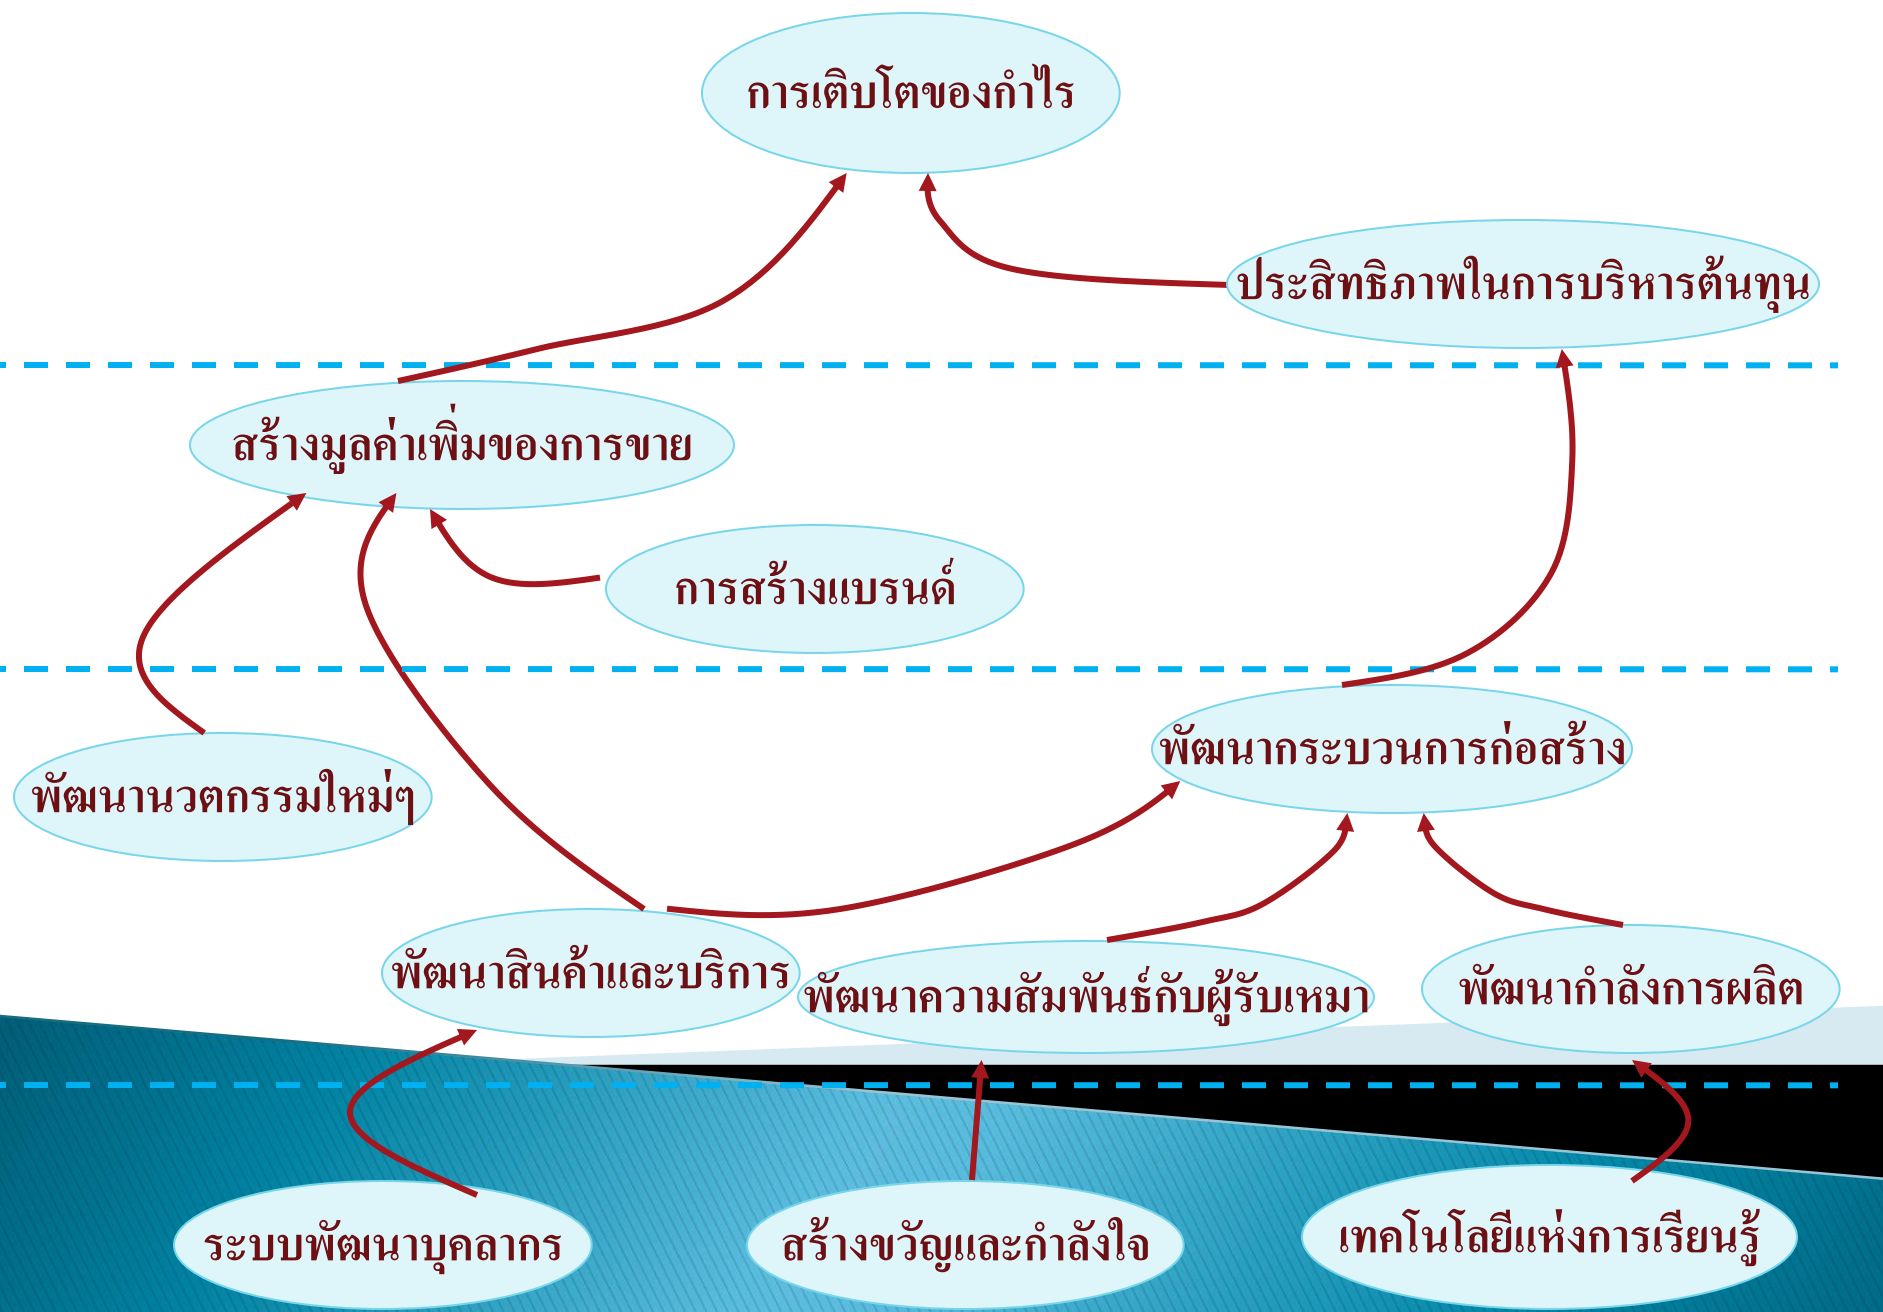 การเติบโตของกำไร
ประสิทธิภาพในการบริหารต้นทุน
สร้างมูลค่าเพิ่มของการขาย
การสร้างแบรนด์
พัฒนากระบวนการก่อสร้าง
พัฒนานวตกรรมใหม่ๆ
พัฒนาสินค้าและบริการ
พัฒนาความสัมพันธ์กับผู้รับเหมา
พัฒนากำลังการผลิต
ระบบพัฒนาบุคลากร
สร้างขวัญและกำลังใจ
เทคโนโลยีแห่งการเรียนรู้